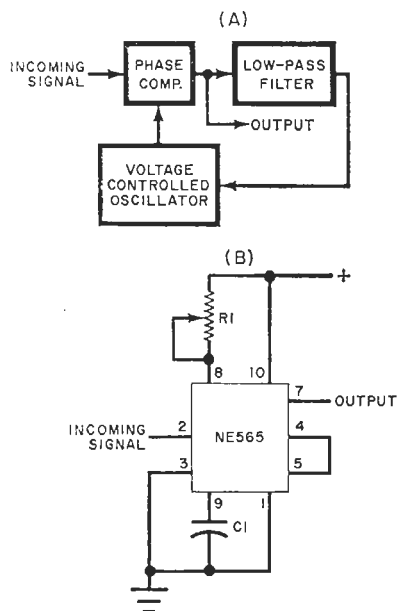 (A)
INCOMING
SIGNAL
PHASE
COMP.
LOW-PASS
FILTER
OUTPUT
VOLTAGE
CONTROLLED
OSCILLATOR
(B)
+
R1
8 10
7 OUTPUT
INCOMING
SIGNAL
2 NE565 4
3 5
9 1
C1